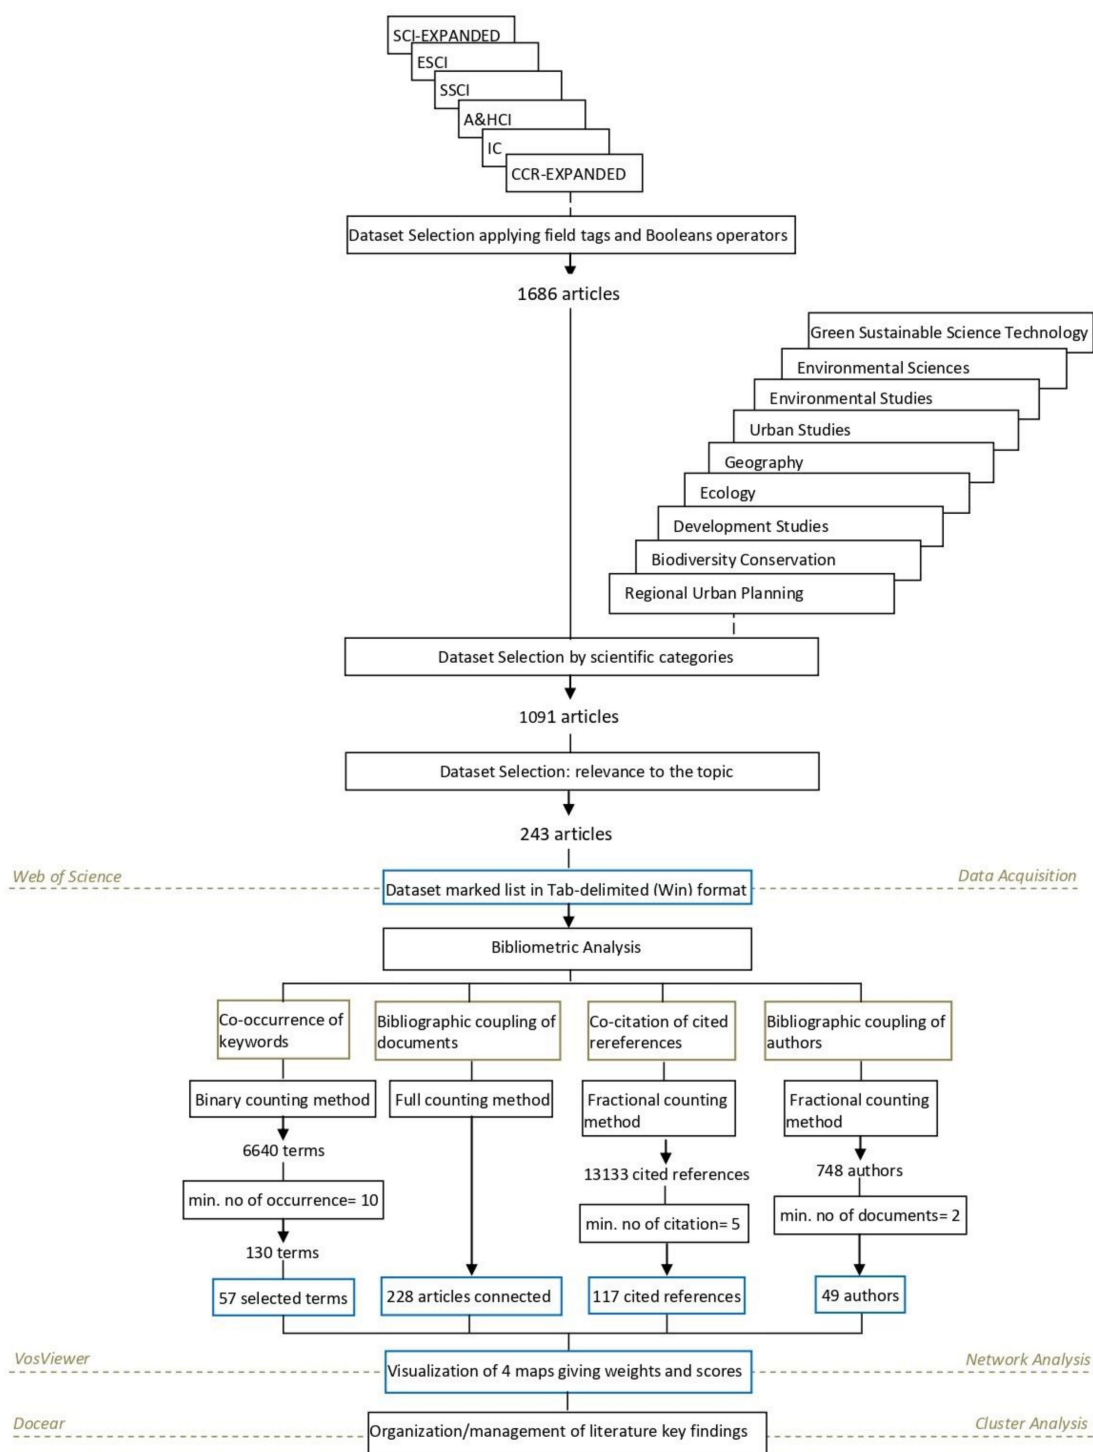 SCI-EXPANDED
ESCI
SSCI
A&HCI
IC
CCR-EXPANDED
Dataset Selection applying field tags and Booleans operators
1686 articles
Green Sustainable Science Technology
Environmental Sciences
Environmental Studies
Urban Studies
Geography
Ecology
Development Studies
Biodiversity Conservation
Regional Urban Planning
Dataset Selection by scientific categories
1091 articles
Dataset Selection: relevance to the topic
243 articles
Web of Science
Data Acquisition
Dataset marked list in Tab-delimited (Win) format
Bibliometric Analysis
Co-occurrence of
keywords
Bibliographic coupling of
documents
Co-citation of cited
rereferences
Bibliographic coupling of
authors
Binary counting method
Full counting method
Fractional counting
method
Fractional counting
method
6640 terms
13133 cited references
748 authors
min. no of occurrence= 10
min. no of citation= 5
min. no of documents= 2
130 terms
57 selected terms
228 articles connected
117 cited references
49 authors
VosViewer
Network Analysis
Visualization of 4 maps giving weights and scores
Docear
Cluster Analysis
Organization/management of literature key findings